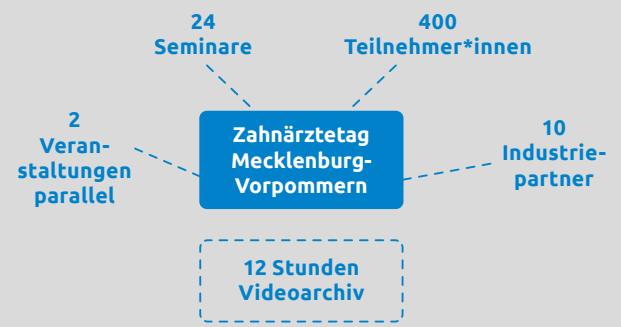 24
Seminare
400
Teilnehmer*innen
2
Veran-
staltungen
parallel
Zahnärztetag
Mecklenburg-
Vorpommern
10
Industrie-
partner
12 Stunden
Videoarchiv